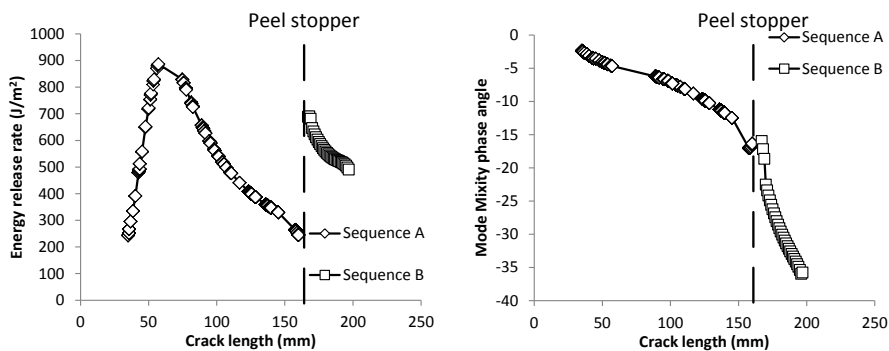 Peel stopper
Energy release rate (J/m²)
1000
900
800
700
600
500
400
300
200
100
0
0 50 100 150 200 250
Crack length (mm)
Sequence A
Sequence B
Peel stopper
Mode Mixity phase angle
0
-5
-10
-15
-20
-25
-30
-35
-40
0 50 100 150 200 250
Crack length (mm)
Sequence A
Sequence B